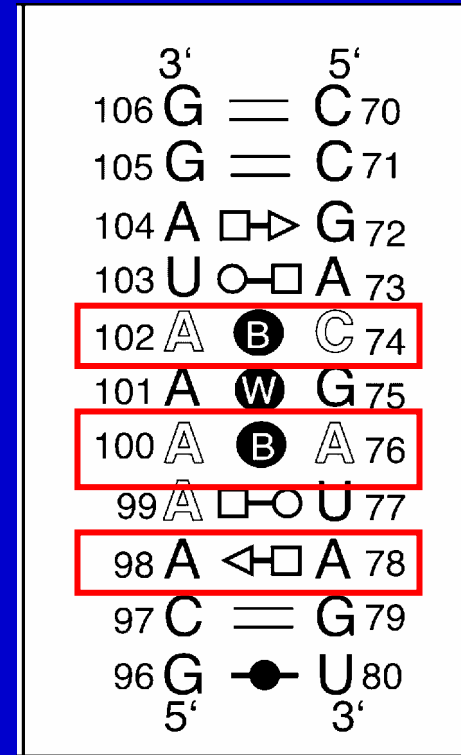 3‘ 5‘
106 G C 70
105 G C 71
104 A G 72
103 U A 73
102 A B C 74
101 A W G 75
100 A B A 76
99 A U 77
98 A A 78
97 C G 79
96 G U 80
5‘ 3‘